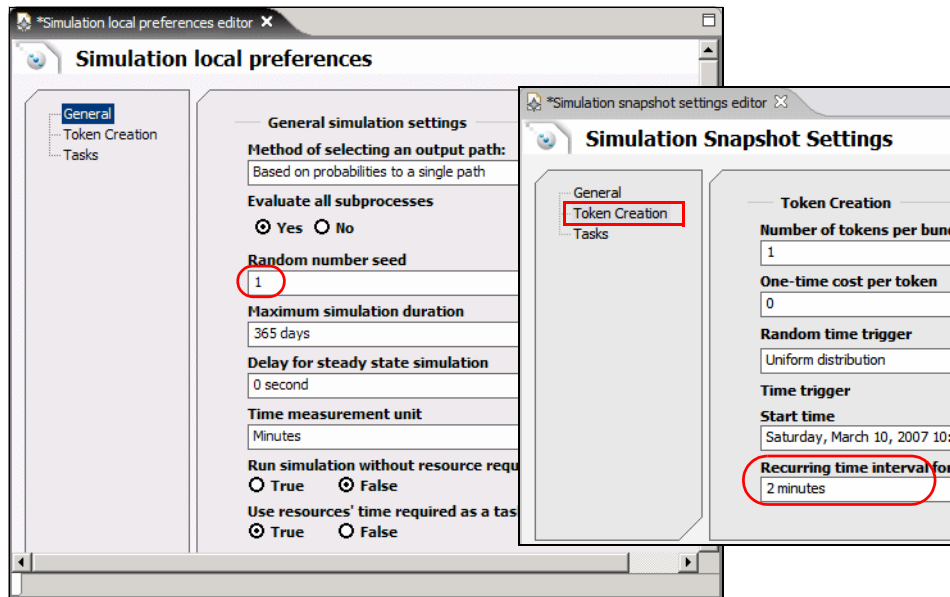 *Simulation local preferences editor
Simulation local preferences
General
Token Creation
Tasks
General simulation settings
Method of selecting an output path:
Based on probabilities to a single path
Evaluate all subprocesses
Yes No
Random number seed
1
Maximum simulation duration
365 days
Delay for steady state simulation
0 second
Time measurement unit
Minutes
Run simulation without resource requ
True False
Use resources' time required as a tas
True False
*Simulation snapshot settings editor
Simulation Snapshot Settings
General
Token Creation
Tasks
Token Creation
Number of tokens per bund
1
One-time cost per token
0
Random time trigger
Uniform distribution
Time trigger
Start time
Saturday, March 10, 2007 10:
Recurring time interval for
2 minutes